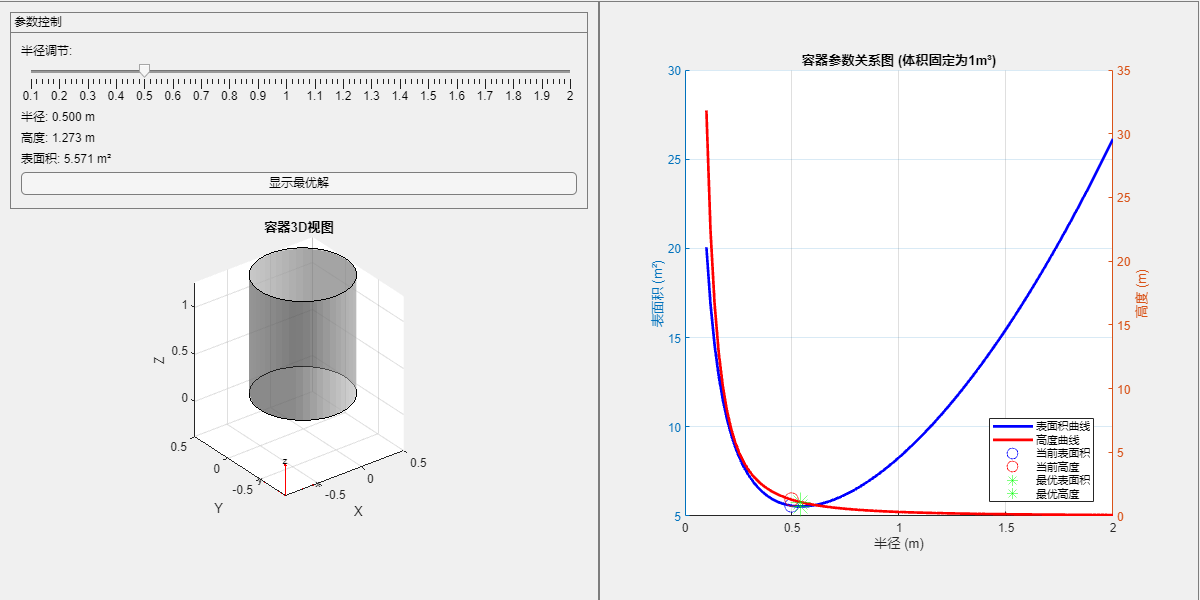 参数控制
半径调节:
0.1 0.2 0.3 0.4 0.5 0.6 0.7 0.8 0.9 1 1.1 1.2 1.3 1.4 1.5 1.6 1.7 1.8 1.9 2
半径: 0.500 m
高度: 1.273 m
表面积: 5.571 m²
显示最优解
容器3D视图
1
0.5
0
Z
0.5
0
-0.5
Y
-0.5
0
0.5
X
z
y
x
容器参数关系图 (体积固定为1m³)
30
25
20
15
10
5
表面积 (m²)
35
30
25
20
15
10
5
0
高度 (m)
表面积曲线
高度曲线
当前表面积
当前高度
最优表面积
最优高度
0 0.5 1 1.5 2
半径 (m)